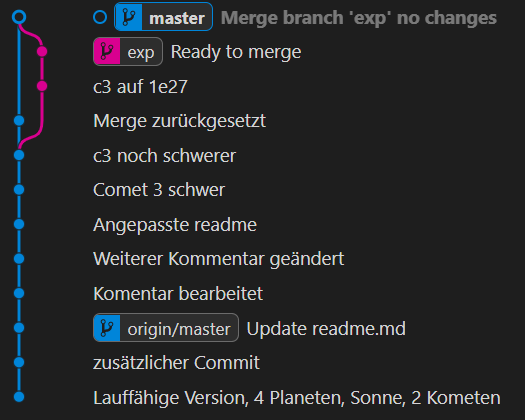 master Merge branch 'exp' no changes
exp Ready to merge
c3 auf 1e27
Merge zurückgesetzt
c3 noch schwerer
Comet 3 schwer
Angepasste readme
Weiterer Kommentar geändert
Komentar bearbeitet
origin/master Update readme.md
zusätzlicher Commit
Lauffähige Version, 4 Planeten, Sonne, 2 Kometen